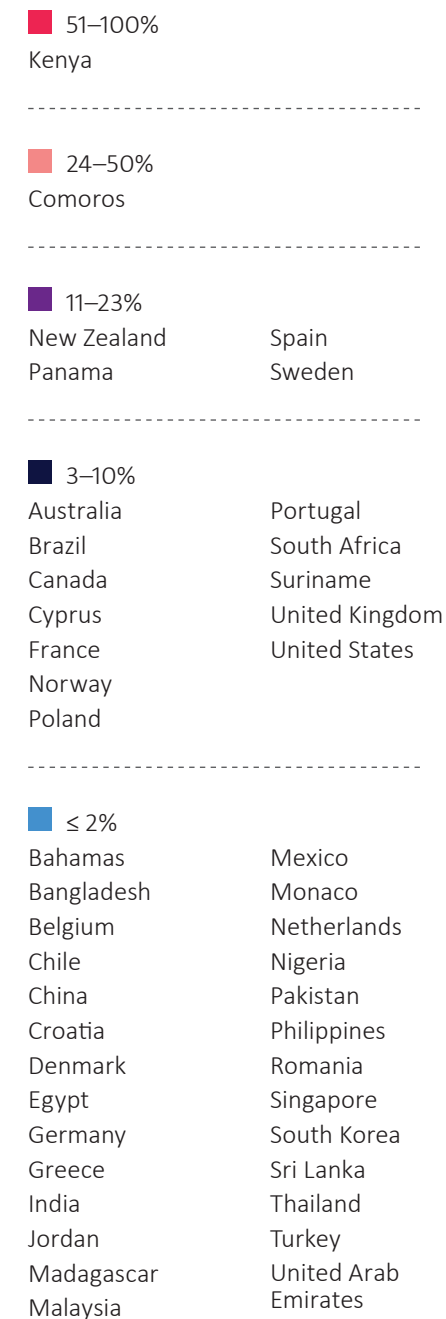 51–100%
Kenya
24–50%
Comoros
11–23%
New Zealand
Panama
Spain
Sweden
3–10%
Australia
Brazil
Canada
Cyprus
France
Norway
Poland
Portugal
South Africa
Suriname
United Kingdom
United States
≤ 2%
Bahamas
Bangladesh
Belgium
Chile
China
Croatia
Denmark
Egypt
Germany
Greece
India
Jordan
Madagascar
Malaysia
Mexico
Monaco
Netherlands
Nigeria
Pakistan
Philippines
Romania
Singapore
South Korea
Sri Lanka
Thailand
Turkey
United Arab
Emirates